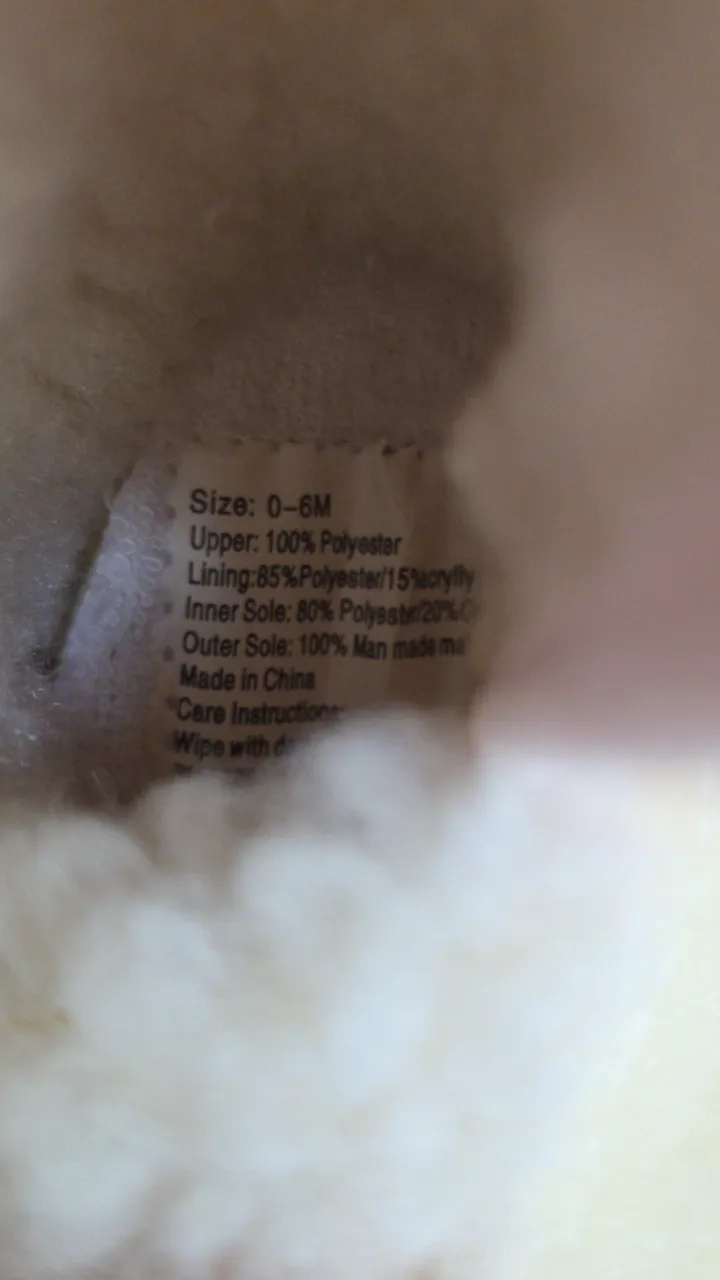 Size: 0-6M
Upper: 100% Polyester
Lining:85%Polyester/15%acryliy
Inner Sole: 80% Polyester/20%
Outer Sole: 100% Man made
Made in China
Care Instructions:
Wipe with